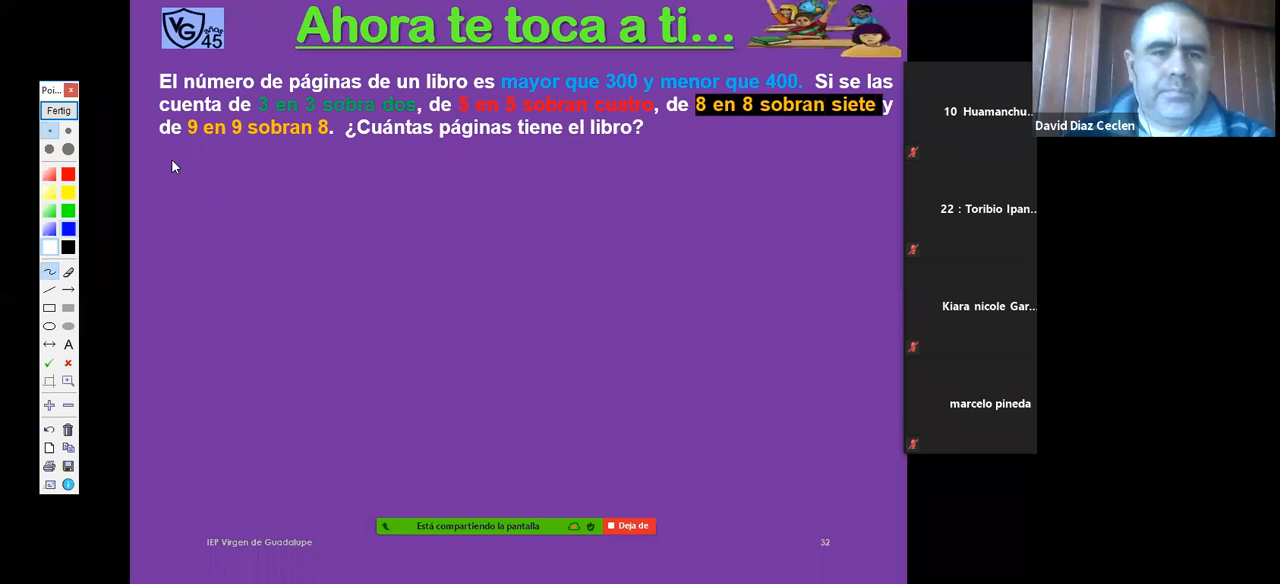 VG años 45
Ahora te toca a ti...
El número de páginas de un libro es mayor que 300 y menor que 400. Si se las
cuenta de 3 en 3 sobra dos, de 5 en 5 sobran cuatro, de 8 en 8 sobran siete y
de 9 en 9 sobran 8. ¿Cuántas páginas tiene el libro?
Poi...
Fertig
A
10 Huamanchu...
David Diaz Ceclen
22 : Toribio Ipan...
Kiara nicole Gar...
marcelo pineda
Está compartiendo la pantalla
Deja de
IEP Virgen de Guadalupe
32